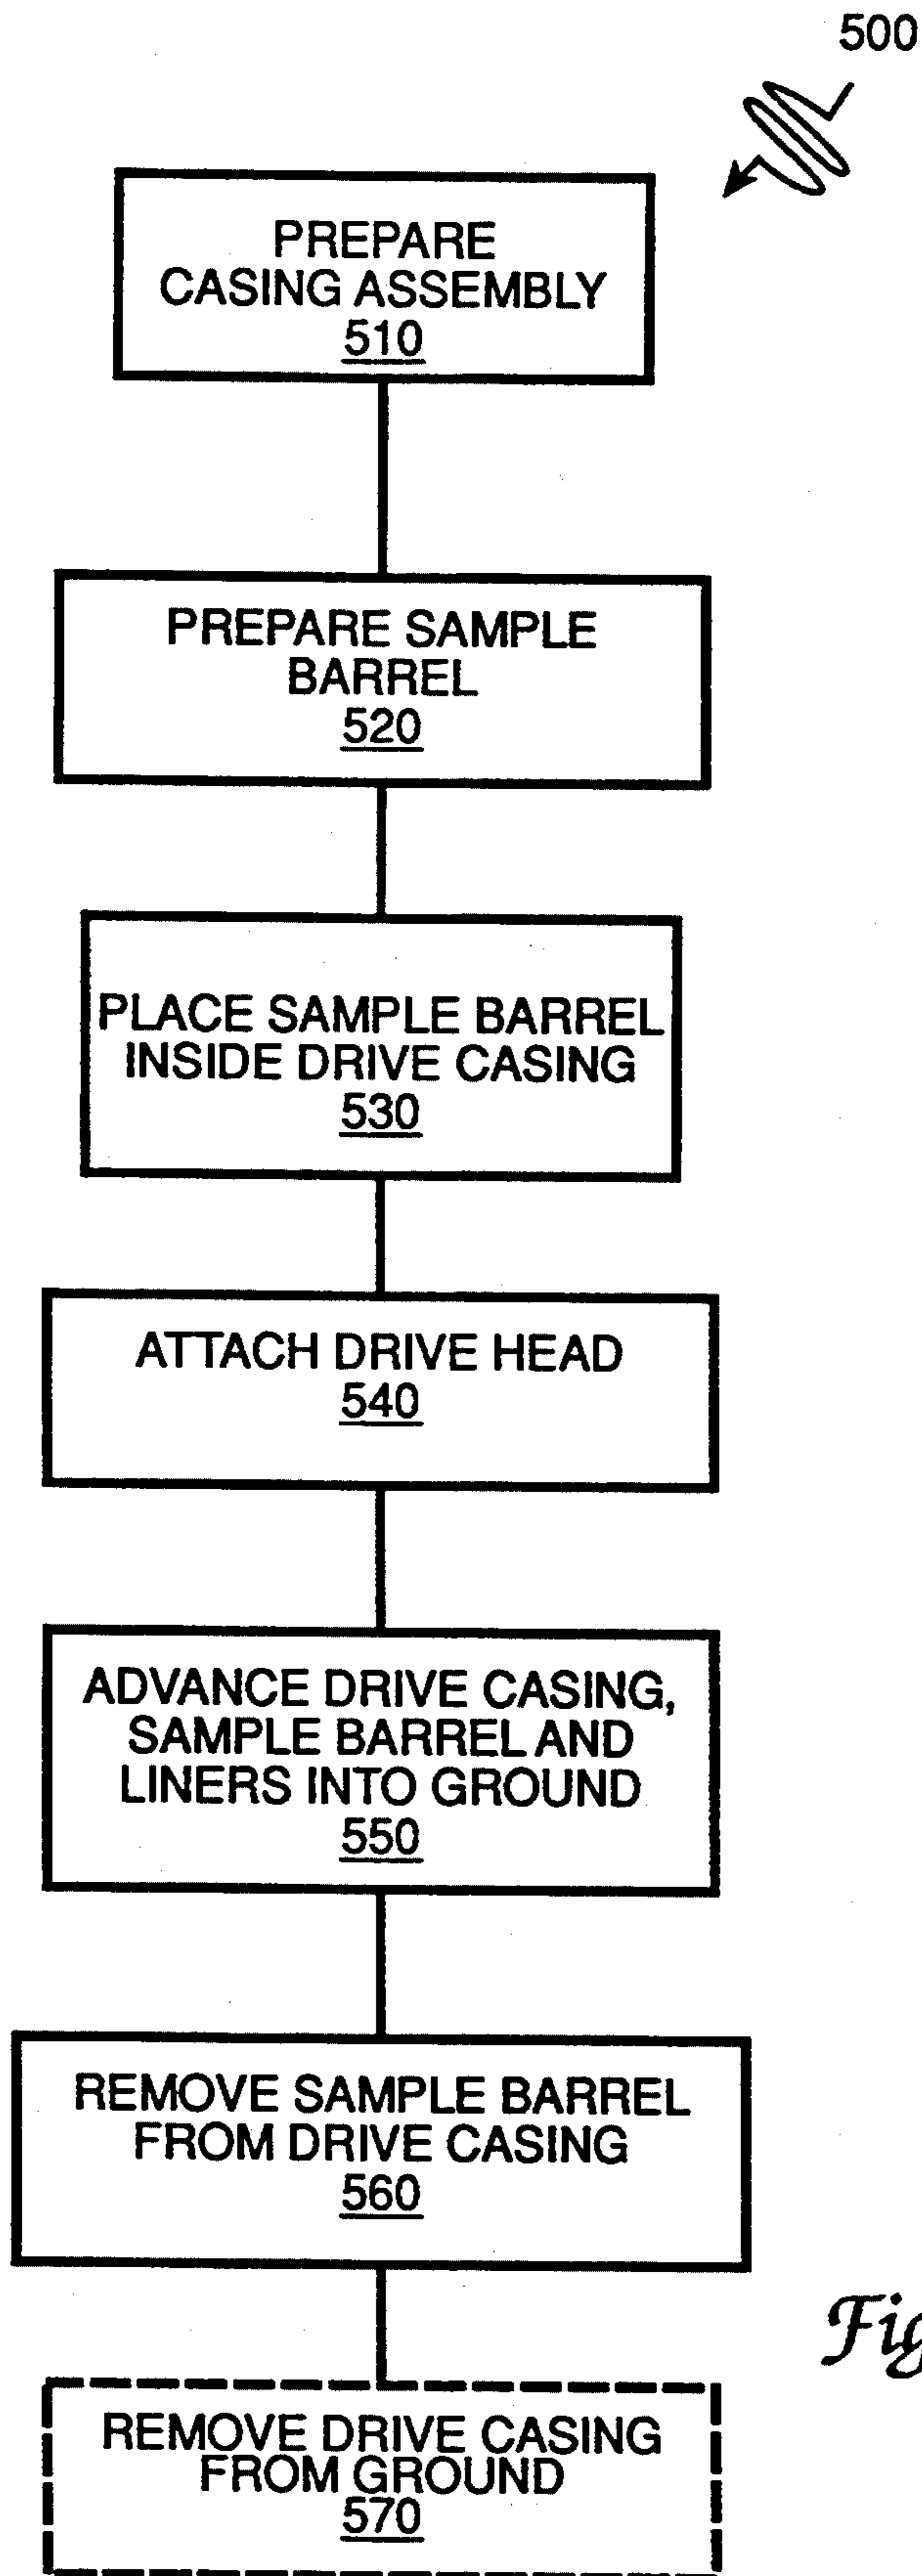 500
PREPARE
CASING ASSEMBLY
510
PREPARE SAMPLE
BARREL
520
PLACE SAMPLE BARREL
INSIDE DRIVE CASING
530
ATTACH DRIVE HEAD
540
ADVANCE DRIVE CASING,
SAMPLE BARREL AND
LINERS INTO GROUND
550
REMOVE SAMPLE BARREL
FROM DRIVE CASING
560
Fig
REMOVE DRIVE CASING
FROM GROUND
570